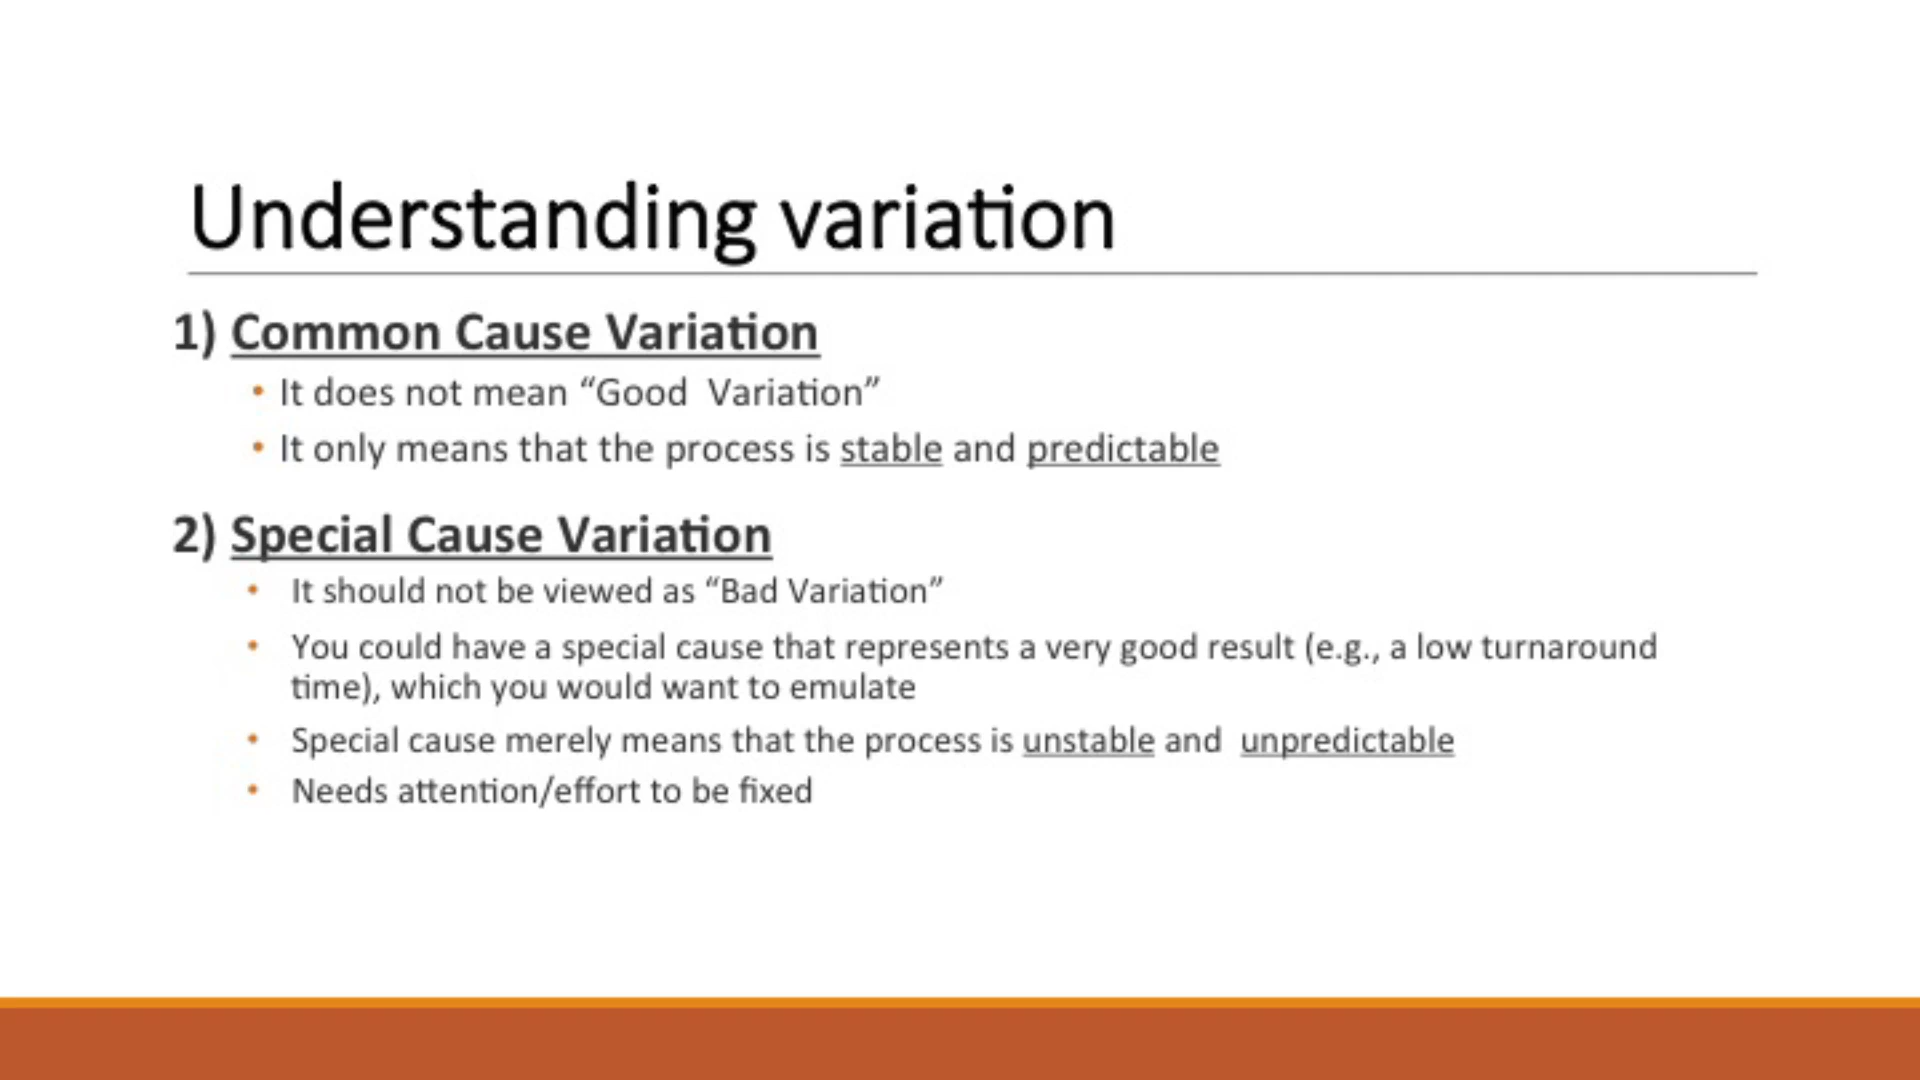 Understanding variation
1) Common Cause Variation
• It does not mean “Good  Variation”
• It only means that the process is stable and predictable
2) Special Cause Variation
• It should not be viewed as “Bad Variation”
• You could have a special cause that represents a very good result (e.g., a low turnaround
time), which you would want to emulate
• Special cause merely means that the process is unstable and  unpredictable
• Needs attention/effort to be fixed